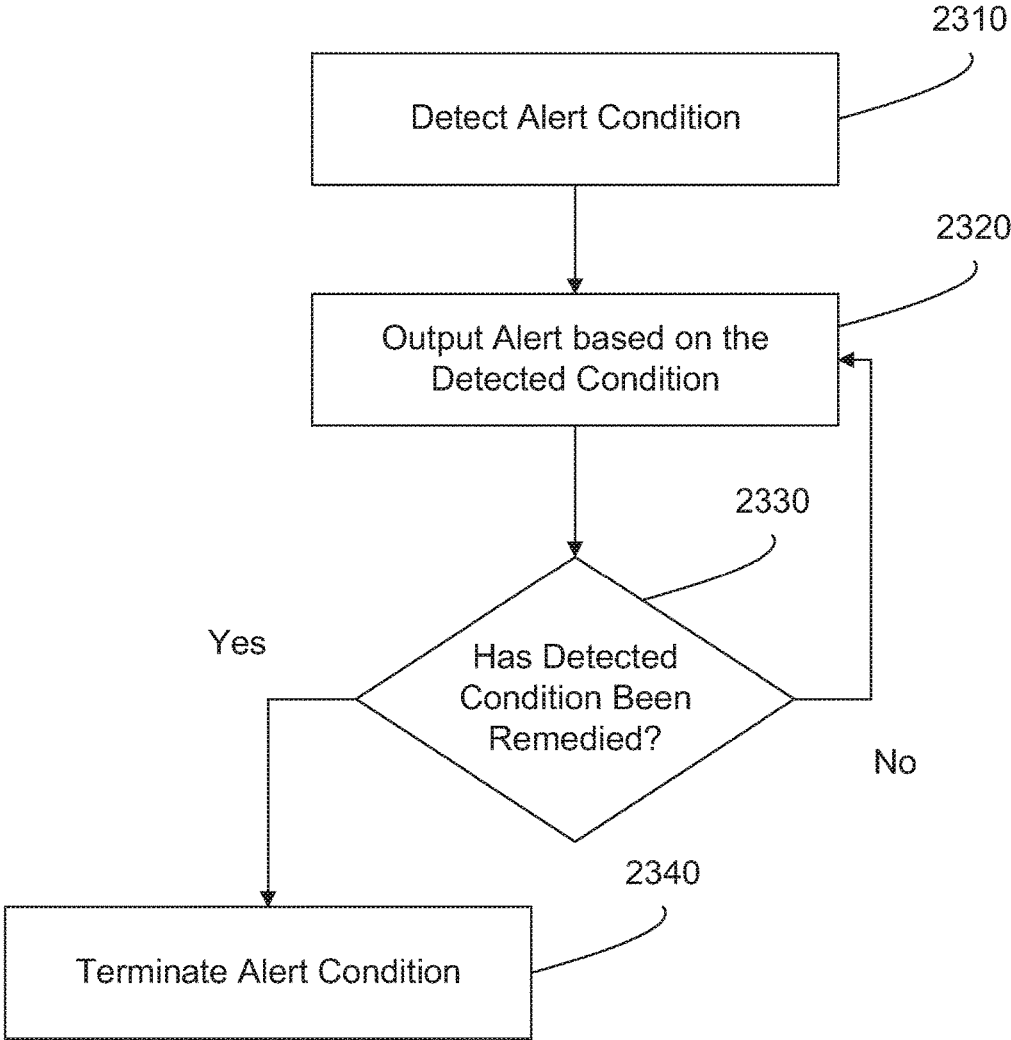 2310
Detect Alert Condition
2320
Output Alert based on the
Detected Condition
2330
Yes
Has Detected
Condition Been
Remedied?
No
2340
Terminate Alert Condition